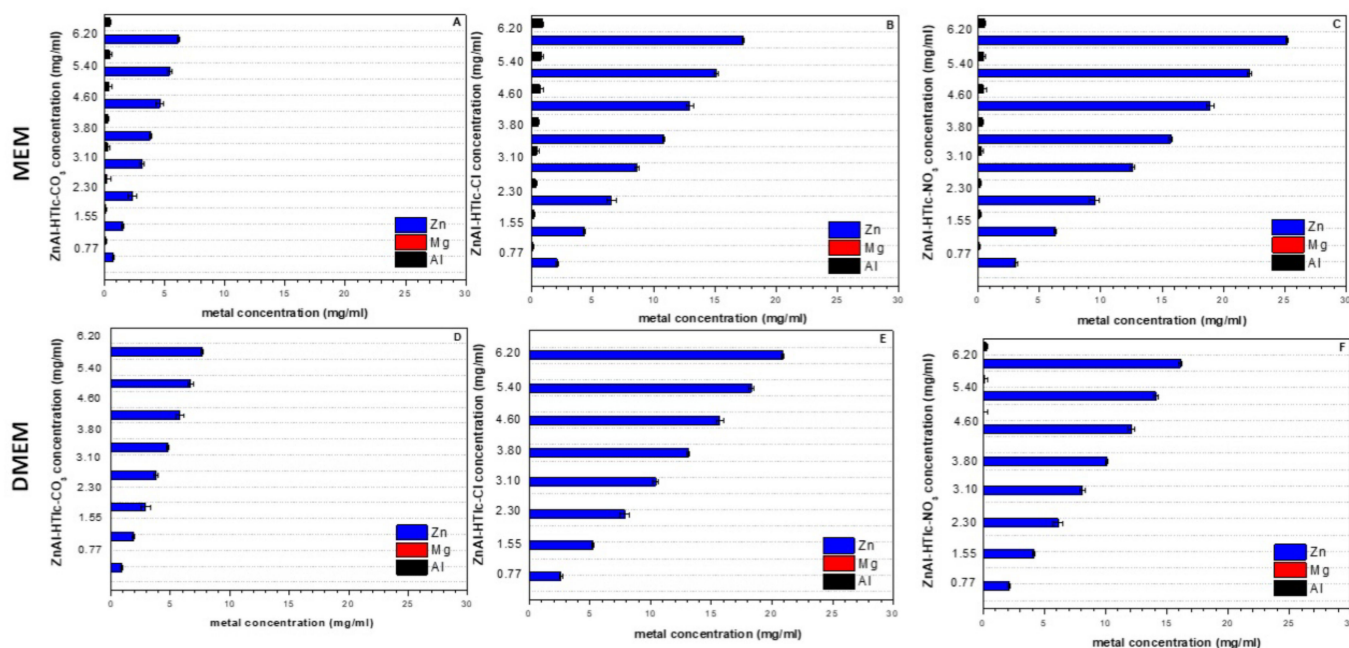 MEM
A
ZnAl-HTlc-CO₃ concentration (mg/ml)
6.20
5.40
4.60
3.80
3.10
2.30
1.55
0.77
Zn
Mg
Al
0 5 10 15 20 25 30
metal concentration (mg/ml)
B
ZnAl-HTlc-Cl concentration (mg/ml)
6.20
5.40
4.60
3.80
3.10
2.30
1.55
0.77
Zn
Mg
Al
0 5 10 15 20 25 30
metal concentration (mg/ml)
C
ZnAl-HTlc-NO₃ concentration (mg/ml)
6.20
5.40
4.60
3.80
3.10
2.30
1.55
0.77
Zn
Mg
Al
0 5 10 15 20 25 30
metal concentration (mg/ml)
DMEM
D
ZnAl-HTlc-CO₃ concentration (mg/ml)
6.20
5.40
4.60
3.80
3.10
2.30
1.55
0.77
Zn
Mg
Al
0 5 10 15 20 25 30
metal concentration (mg/ml)
E
ZnAl-HTlc-Cl concentration (mg/ml)
6.20
5.40
4.60
3.80
3.10
2.30
1.55
0.77
Zn
Mg
Al
0 5 10 15 20 25 30
metal concentration (mg/ml)
F
ZnAl-HTlc-NO₃ concentration (mg/ml)
6.20
5.40
4.60
3.80
3.10
2.30
1.55
0.77
Zn
Mg
Al
0 5 10 15 20 25 30
metal concentration (mg/ml)